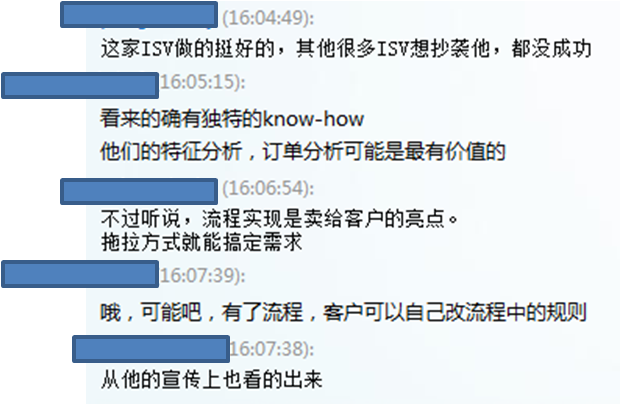 (16:04:49):
这家ISV做的挺好的，其他很多ISV想抄袭他，都没成功
16:05:15):
看来的确有独特的know-how
他们的特征分析，订单分析可能是最有价值的
(16:06:54):
不过听说，流程实现是卖给客户的亮点。
拖拉方式就能搞定需求
16:07:39):
哦，可能吧，有了流程，客户可以自己改流程中的规则
16:07:38):
从他的宣传上也看的出来